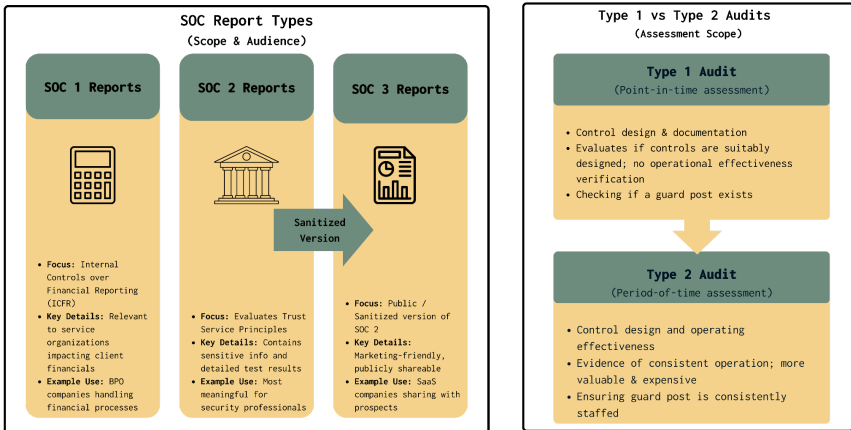 SOC Report Types
(Scope & Audience)
SOC 1 Reports
• Focus: Internal
Controls over
Financial Reporting
(ICFR)
• Key Details: Relevant
to service
organizations
impacting client
financials
• Example Use: BPO
companies handling
financial processes
SOC 2 Reports
• Focus: Evaluates Trust
Service Principles
• Key Details: Contains
sensitive info and
detailed test results
• Example Use: Most
meaningful for
security professionals
Sanitized
Version
SOC 3 Reports
• Focus: Public /
Sanitized version of
SOC 2
• Key Details:
Marketing-friendly,
publicly shareable
• Example Use: SaaS
companies sharing with
prospects
Type 1 vs Type 2 Audits
(Assessment Scope)
Type 1 Audit
(Point-in-time assessment)
• Control design & documentation
• Evaluates if controls are suitably
designed; no operational effectiveness
verification
• Checking if a guard post exists
Type 2 Audit
(Period-of-time assessment)
• Control design and operating
effectiveness
• Evidence of consistent operation; more
valuable & expensive
• Ensuring guard post is consistently
staffed